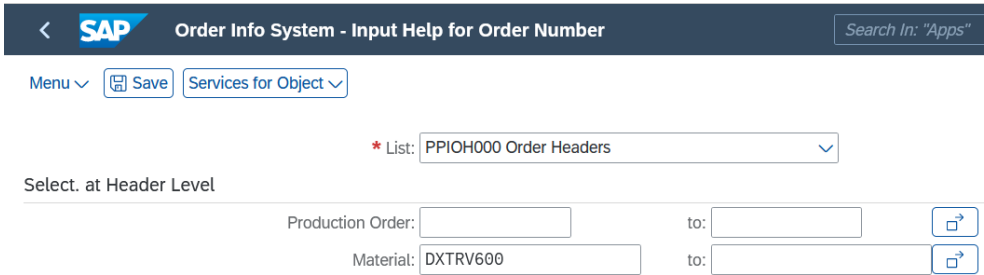 SAP Order Info System - Input Help for Order Number Search In: "Apps"
Menu Save Services for Object
* List: PPIOH000 Order Headers
Select. at Header Level
Production Order: to:
Material: DXTRV600 to: